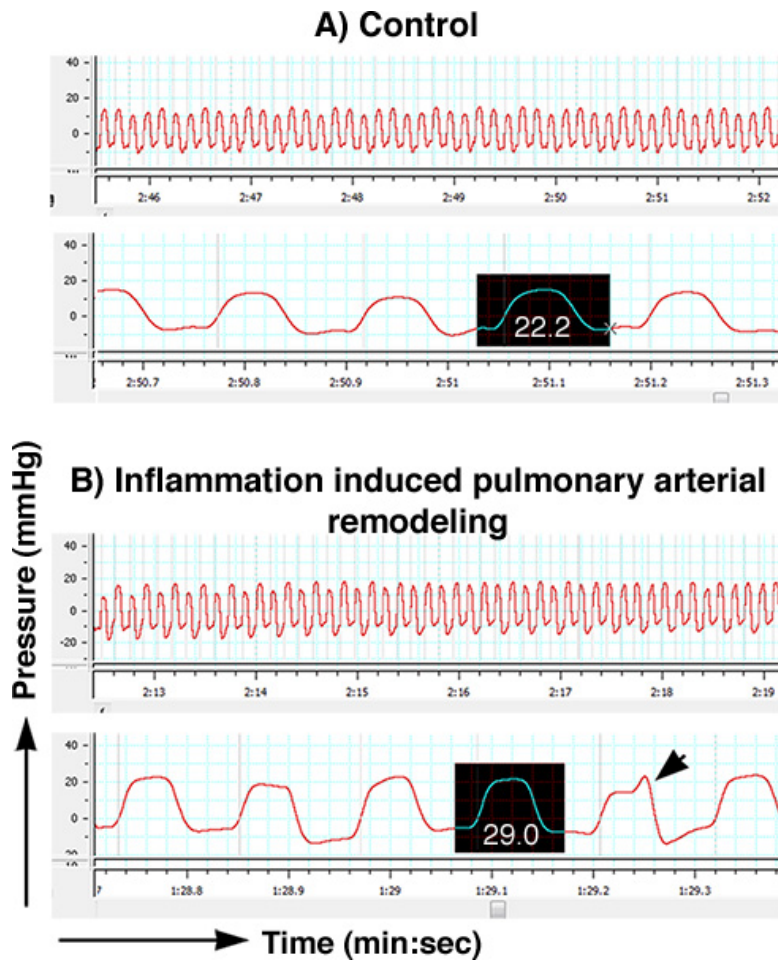 A) Control
40
20
0
2:46 2:47 2:48 2:49 2:50 2:51 2:52
40
20
0
22.2
2:50.7 2:50.8 2:50.9 2:51 2:51.1 2:51.2 2:51.3
B) Inflammation induced pulmonary arterial
remodeling
40
20
0
-20
2:13 2:14 2:15 2:16 2:17 2:18 2:19
40
20
0
29.0
7 1:28.8 1:28.9 1:29 1:29.1 1:29.2 1:29.3
Pressure (mmHg)
Time (min:sec)